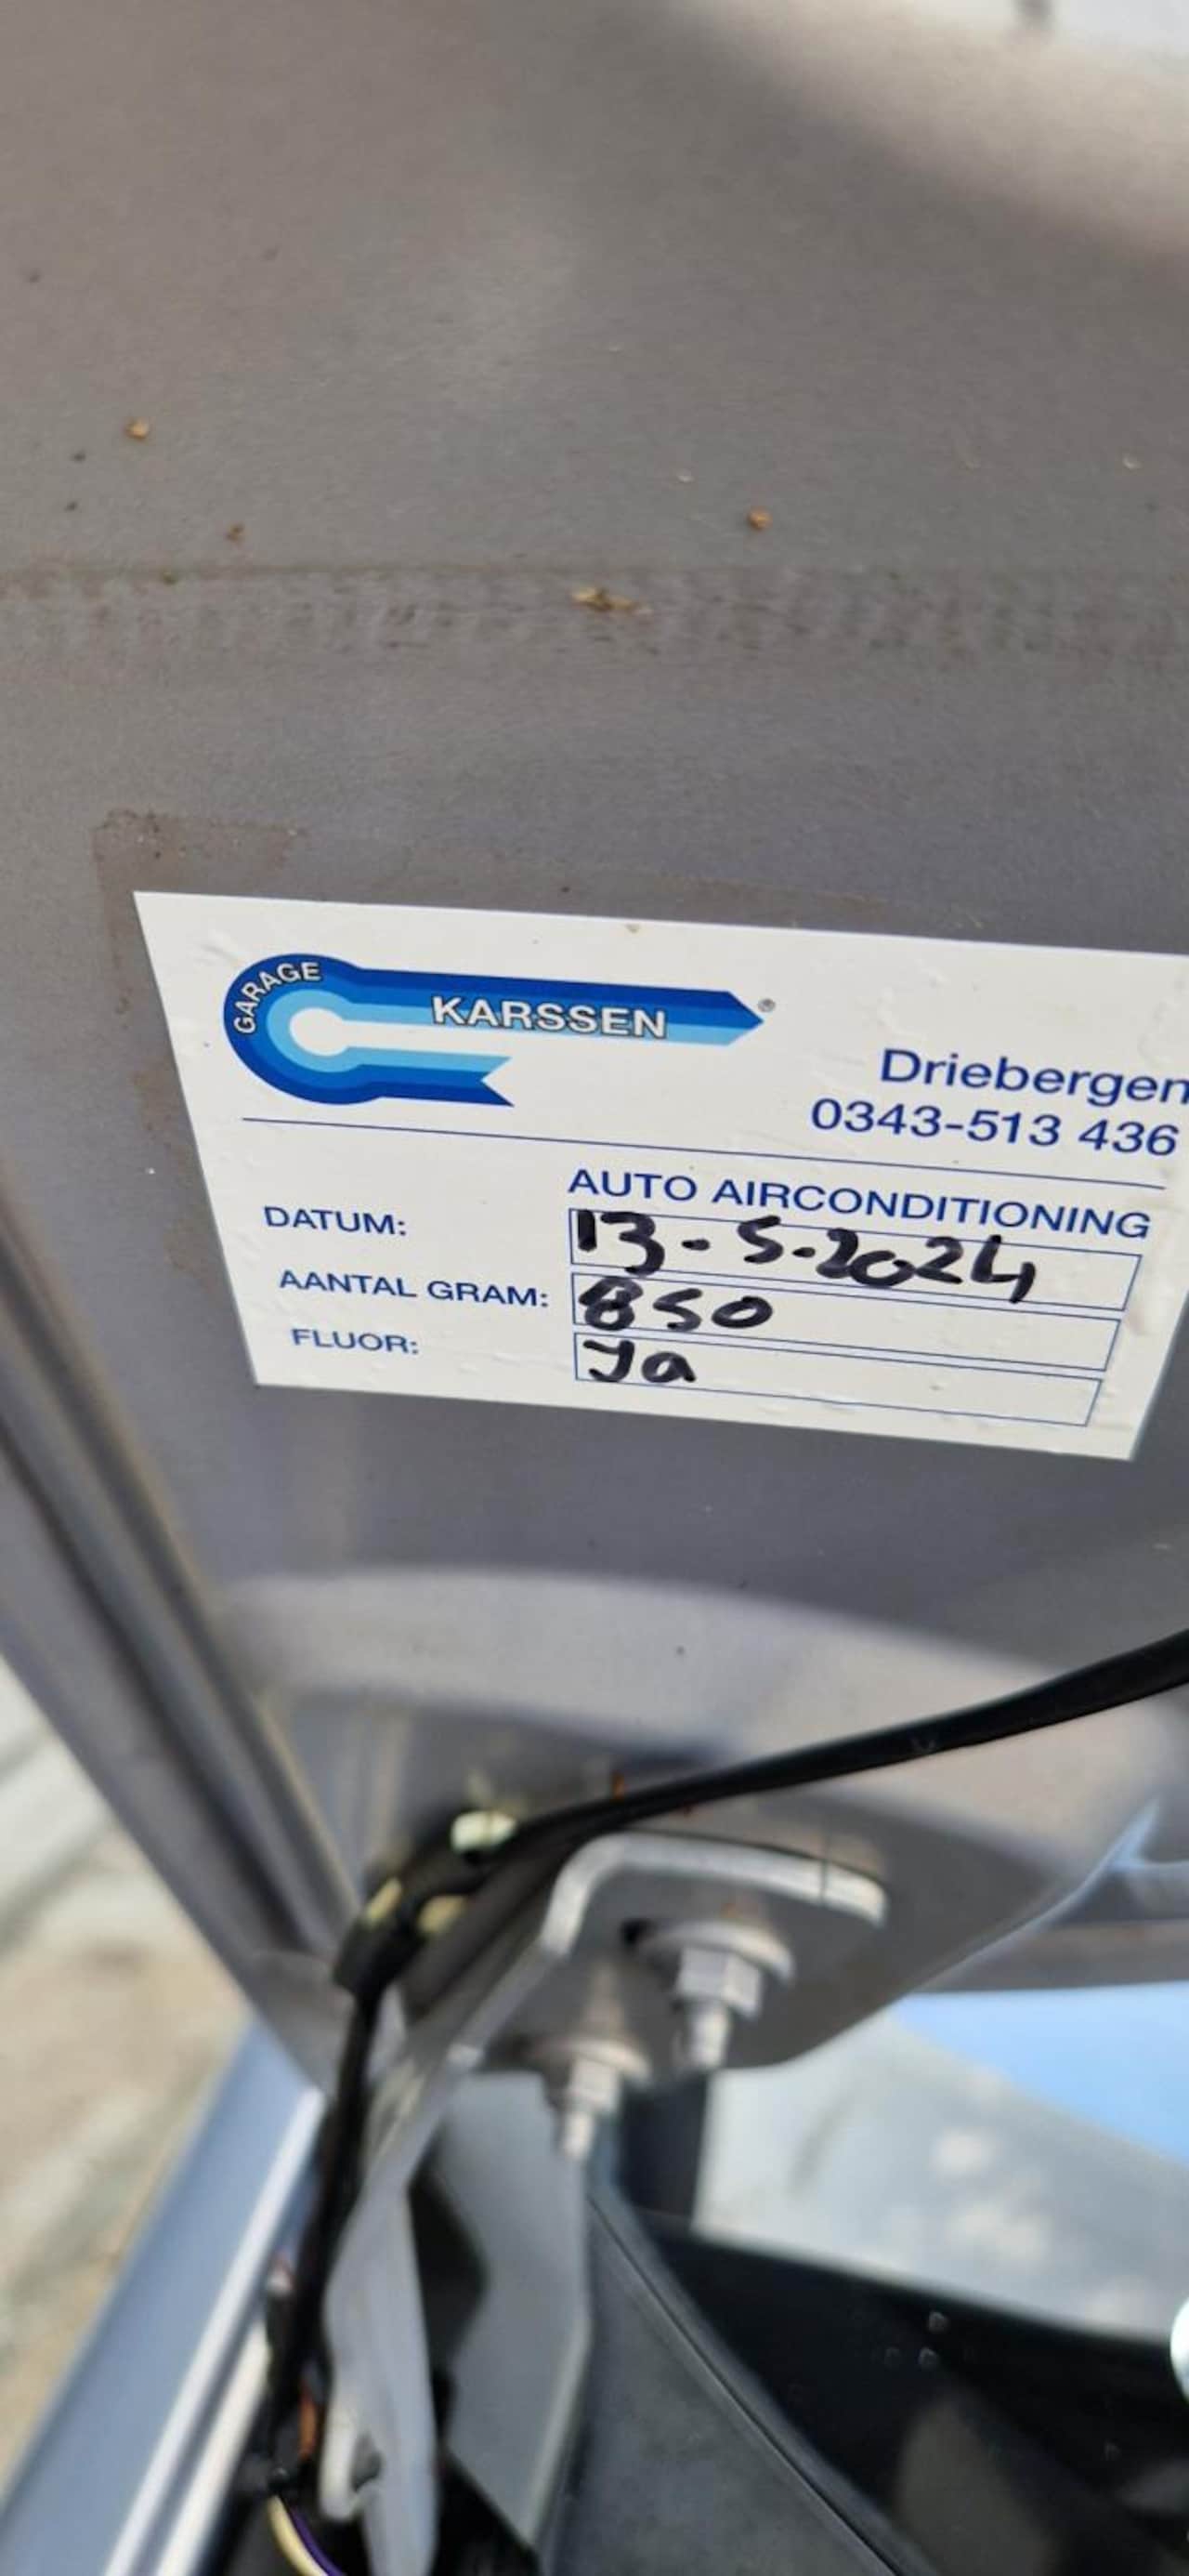 GARAGE KARSSEN ®
Driebergen
0343-513 436
AUTO AIRCONDITIONING
DATUM: 13-5-2024
AANTAL GRAM: 850
FLUOR: Ja